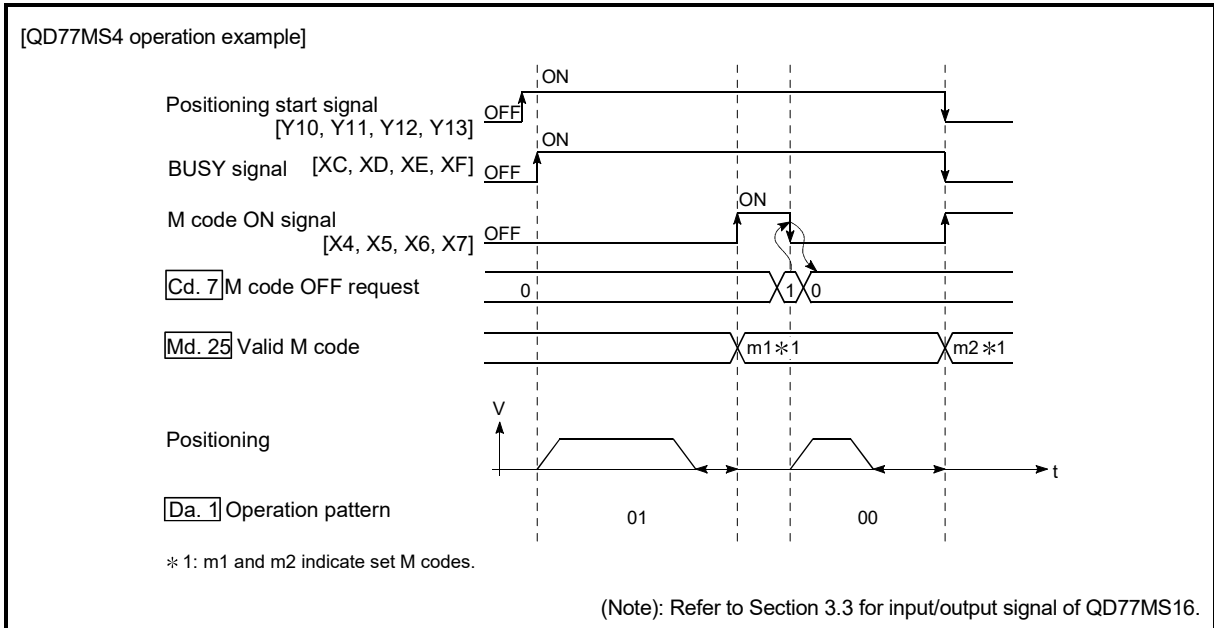 [QD77MS4 operation example]
ON
Positioning start signal
[Y10, Y11, Y12, Y13]
OFF
ON
BUSY signal [XC, XD, XE, XF]
OFF
ON
M code ON signal
[X4, X5, X6, X7]
OFF
Cd. 7 M code OFF request
0 1 0
Md. 25 Valid M code
m1*1 m2*1
V
Positioning
t
Da. 1 Operation pattern
01 00
*1: m1 and m2 indicate set M codes.
(Note): Refer to Section 3.3 for input/output signal of QD77MS16.